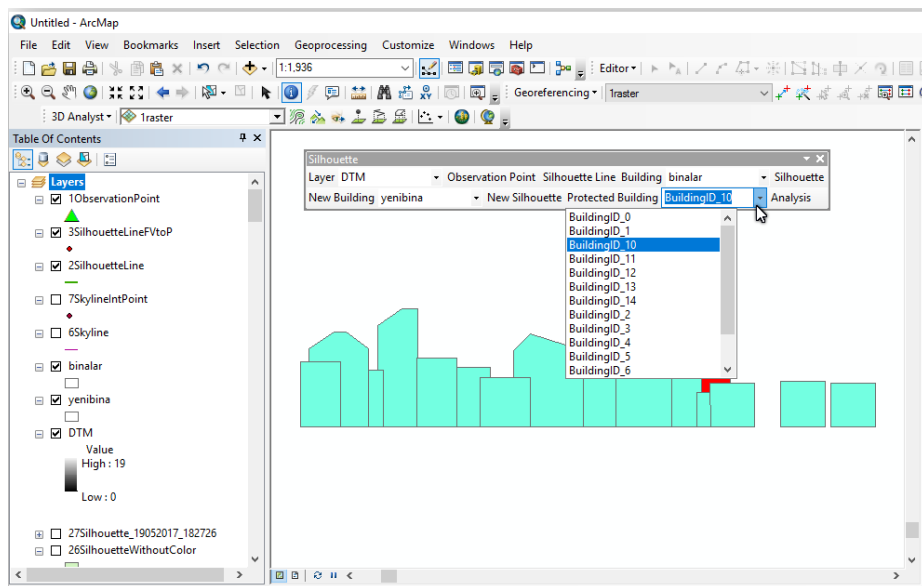 Untitled - ArcMap
File Edit View Bookmarks Insert Selection Geoprocessing Customize Windows Help
1:1,936 Editor
Georeferencing 1raster
3D Analyst 1raster
Table Of Contents
Layers
1ObservationPoint
3SilhouetteLineFVtoP
2SilhouetteLine
7SkylineIntPoint
6Skyline
binalar
yenibina
DTM
Value
High : 19
Low : 0
27Silhouette_19052017_182726
26SilhouetteWithoutColor
Silhouette
Layer DTM Observation Point Silhouette Line Building binalar Silhouette
New Building yenibina New Silhouette Protected Building BuildingID_10 Analysis
BuildingID_0
BuildingID_1
BuildingID_10
BuildingID_11
BuildingID_12
BuildingID_13
BuildingID_14
BuildingID_2
BuildingID_3
BuildingID_4
BuildingID_5
BuildingID_6